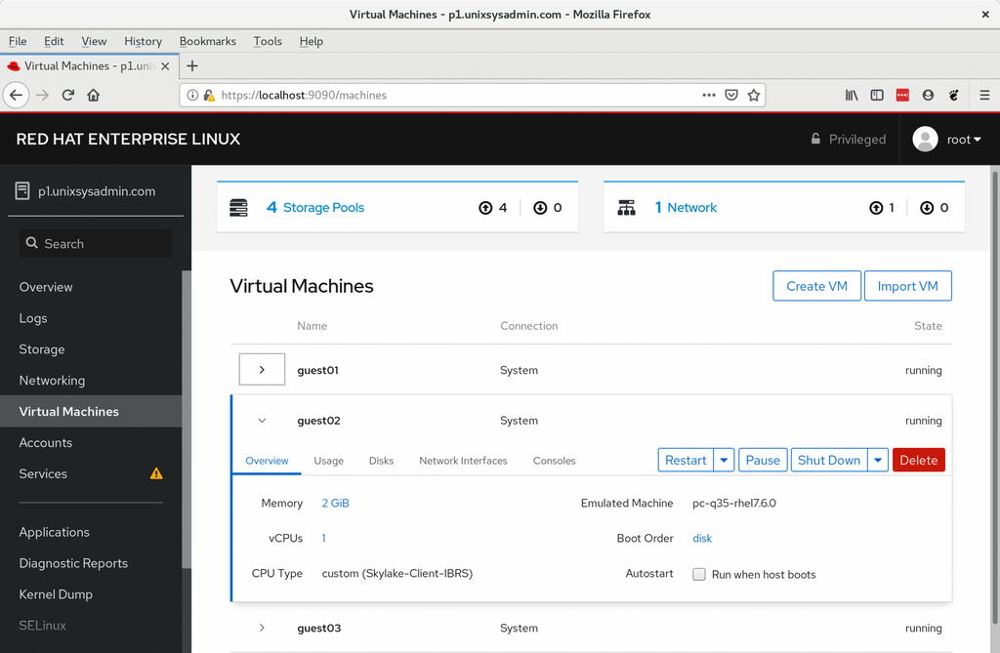 Virtual Machines - p1.unixsysadmin.com - Mozilla Firefox
File Edit View History Bookmarks Tools Help
Virtual Machines - p1.unix
https://localhost:9090/machines
RED HAT ENTERPRISE LINUX
Privileged
root
p1.unixsysadmin.com
Search
Overview
Logs
Storage
Networking
Virtual Machines
Accounts
Services
Applications
Diagnostic Reports
Kernel Dump
SELinux
4 Storage Pools 4 0
1 Network 1 0
Virtual Machines
Create VM Import VM
Name Connection State
guest01 System running
guest02 System running
Overview Usage Disks Network Interfaces Consoles Restart Pause Shut Down Delete
Memory 2 GiB Emulated Machine pc-q35-rhel7.6.0
vCPUs 1 Boot Order disk
CPU Type custom (Skylake-Client-IBRS) Autostart Run when host boots
guest03 System running